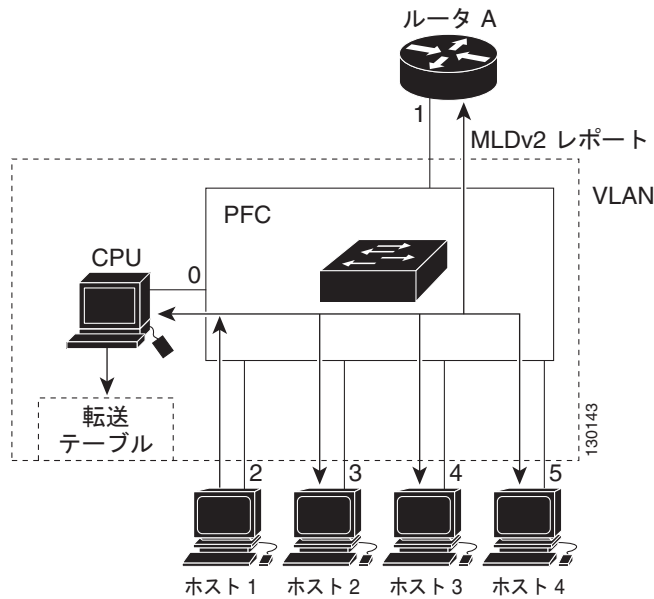 ルータ A
1
MLDv2 レポート
VLAN
PFC
CPU
0
転送
テーブル
130143
2
3
4
5
ホスト 1
ホスト 2
ホスト 3
ホスト 4